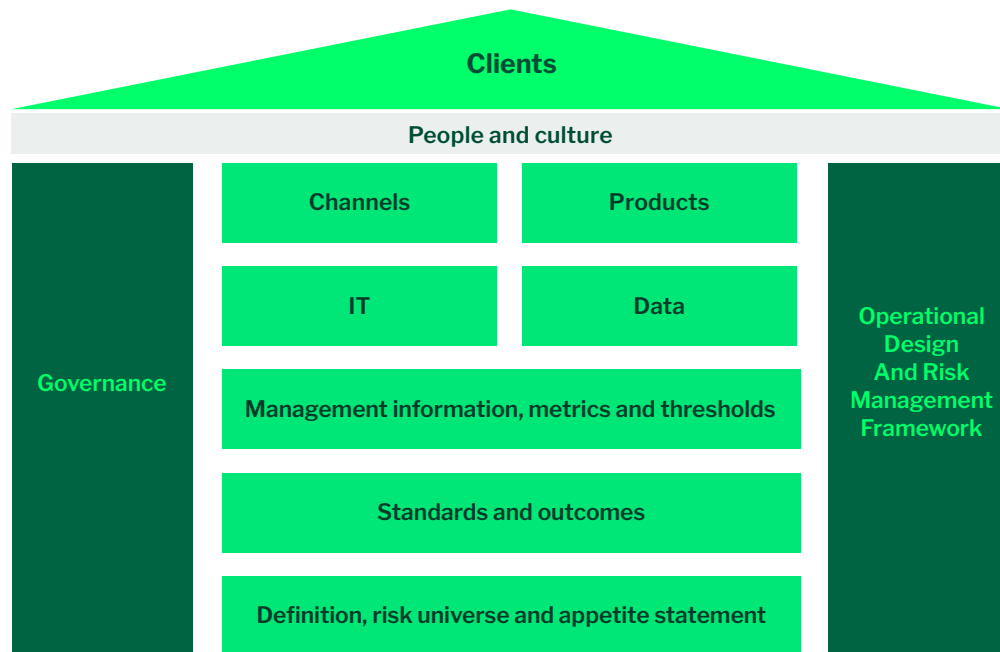 Clients
People and culture
Channels
Products
IT
Data
Governance
Operational
Design
And Risk
Management
Framework
Management information, metrics and thresholds
Standards and outcomes
Definition, risk universe and appetite statement